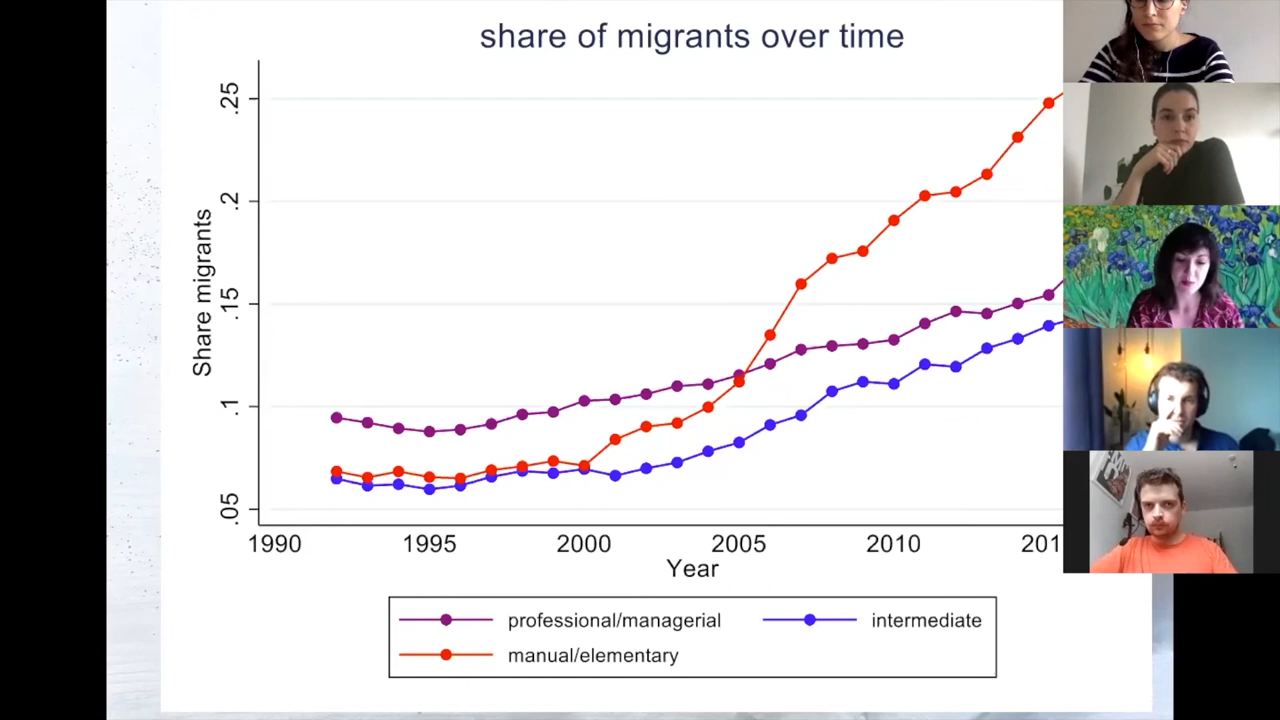 share of migrants over time
Share migrants
.25
.2
.15
.1
.05
1990 1995 2000 2005 2010 201
Year
professional/managerial intermediate
manual/elementary